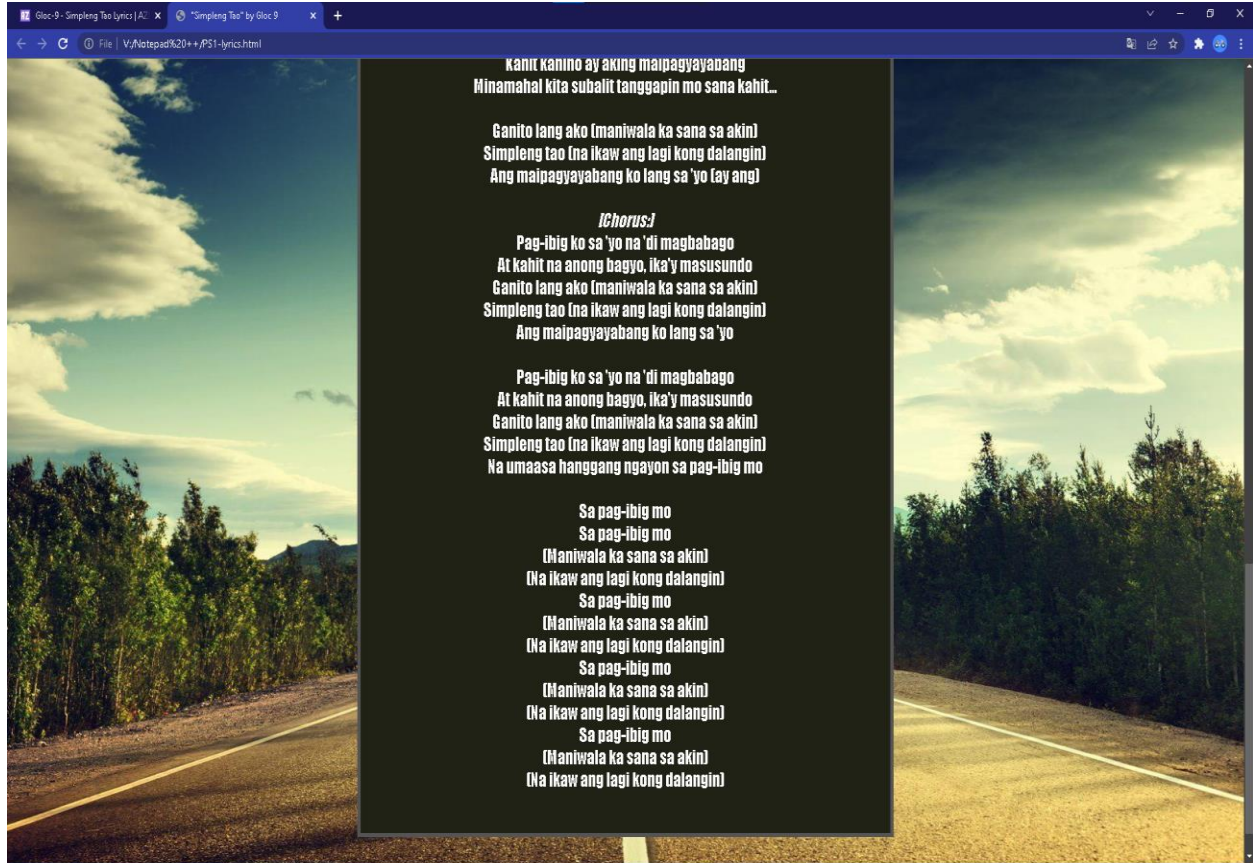 Gloc-9 - Simpleng Tao Lyrics | AZ
"Simpleng Tao" by Gloc 9
File | V:/Notepad%20++/PS1-lyrics.html
Kahit kanino ay aking maipagyayabang
Minamahal kita subalit tanggapin mo sana kahit...
Ganito lang ako (maniwala ka sana sa akin)
Simpleng tao (na ikaw ang lagi kong dalangin)
Ang maipagyayabang ko lang sa 'yo (ay ang)
[Chorus:]
Pag-ibig ko sa 'yo na 'di magbabago
At kahit na anong bagyo, ika'y masusundo
Ganito lang ako (maniwala ka sana sa akin)
Simpleng tao (na ikaw ang lagi kong dalangin)
Ang maipagyayabang ko lang sa 'yo
Pag-ibig ko sa 'yo na 'di magbabago
At kahit na anong bagyo, ika'y masusundo
Ganito lang ako (maniwala ka sana sa akin)
Simpleng tao (na ikaw ang lagi kong dalangin)
Na umaasa hanggang ngayon sa pag-ibig mo
Sa pag-ibig mo
Sa pag-ibig mo
(Maniwala ka sana sa akin)
(Na ikaw ang lagi kong dalangin)
Sa pag-ibig mo
(Maniwala ka sana sa akin)
(Na ikaw ang lagi kong dalangin)
Sa pag-ibig mo
(Maniwala ka sana sa akin)
(Na ikaw ang lagi kong dalangin)
Sa pag-ibig mo
(Maniwala ka sana sa akin)
(Na ikaw ang lagi kong dalangin)